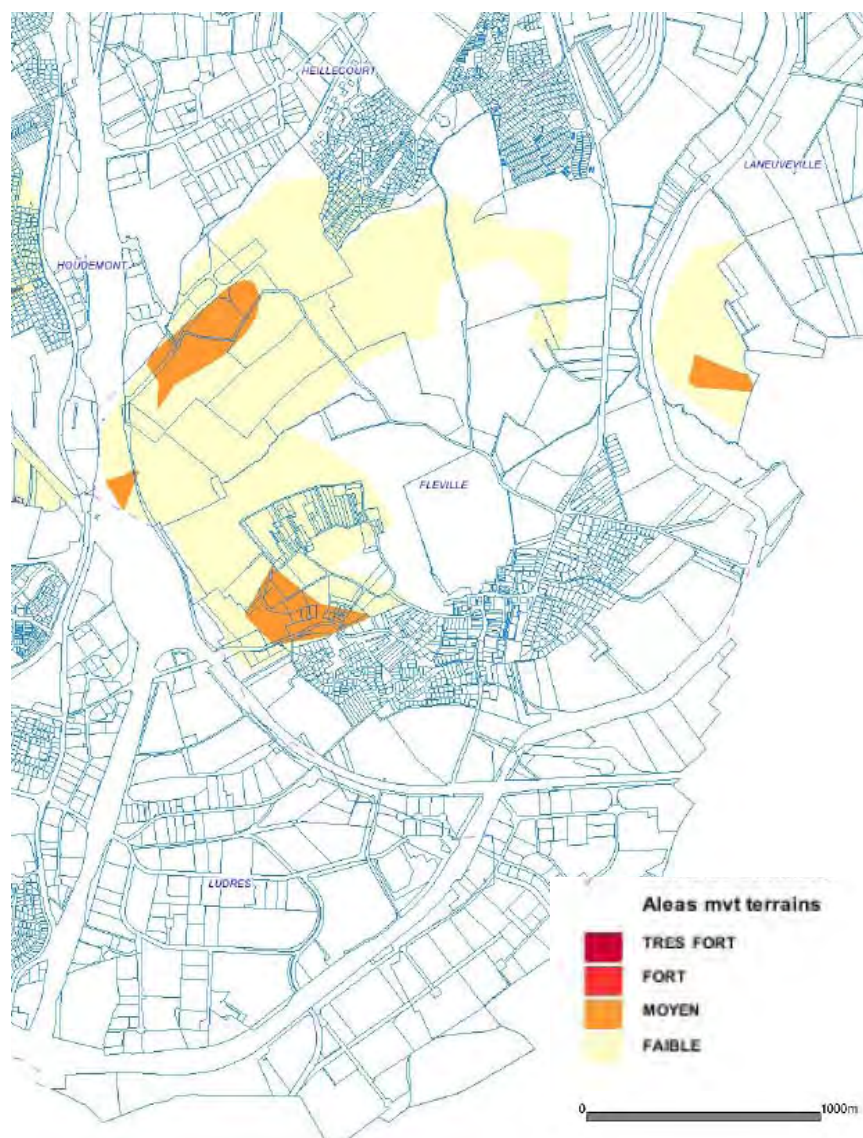 HEILLECOURT
LANEUVEVILLE
HOUDEMONT
FLEVILLE
LUDRES
Aleas mvt terrains
TRES FORT
FORT
MOYEN
FAIBLE
0 1000m